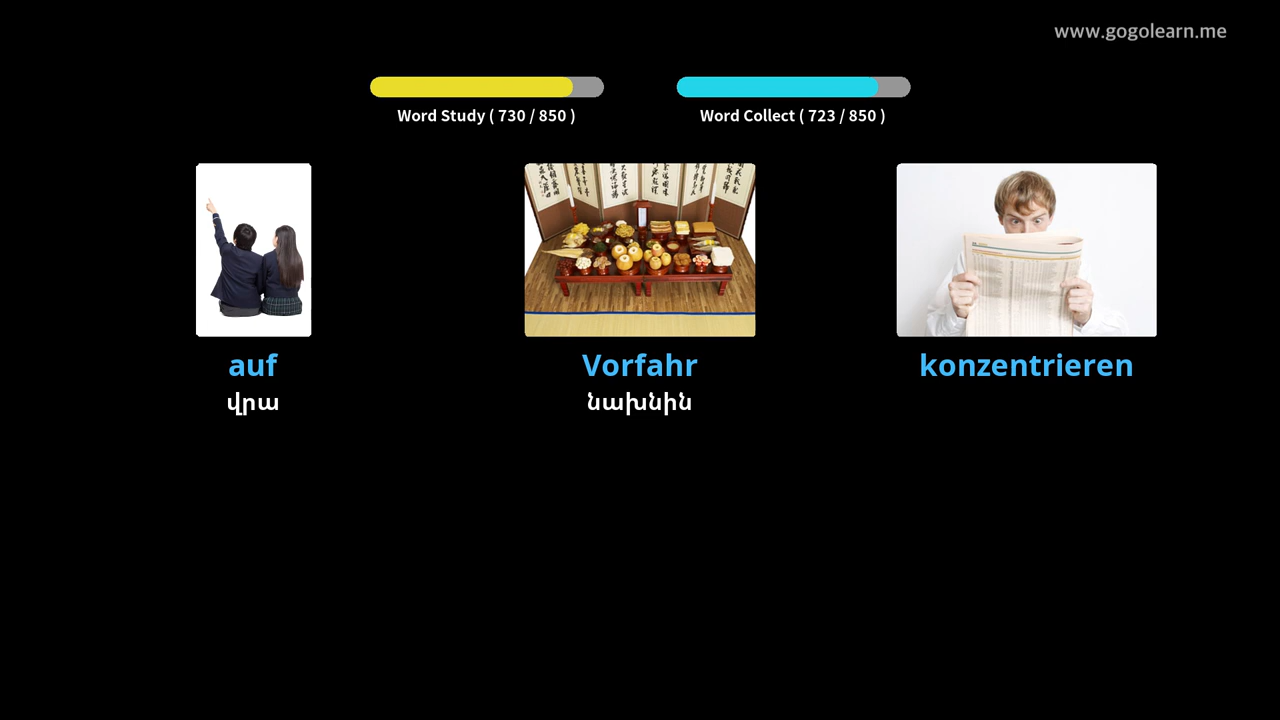 www.gogolearn.me
Word Study ( 730 / 850 )
Word Collect ( 723 / 850 )
auf
Vorfahr
konzentrieren
վրա
նախնին